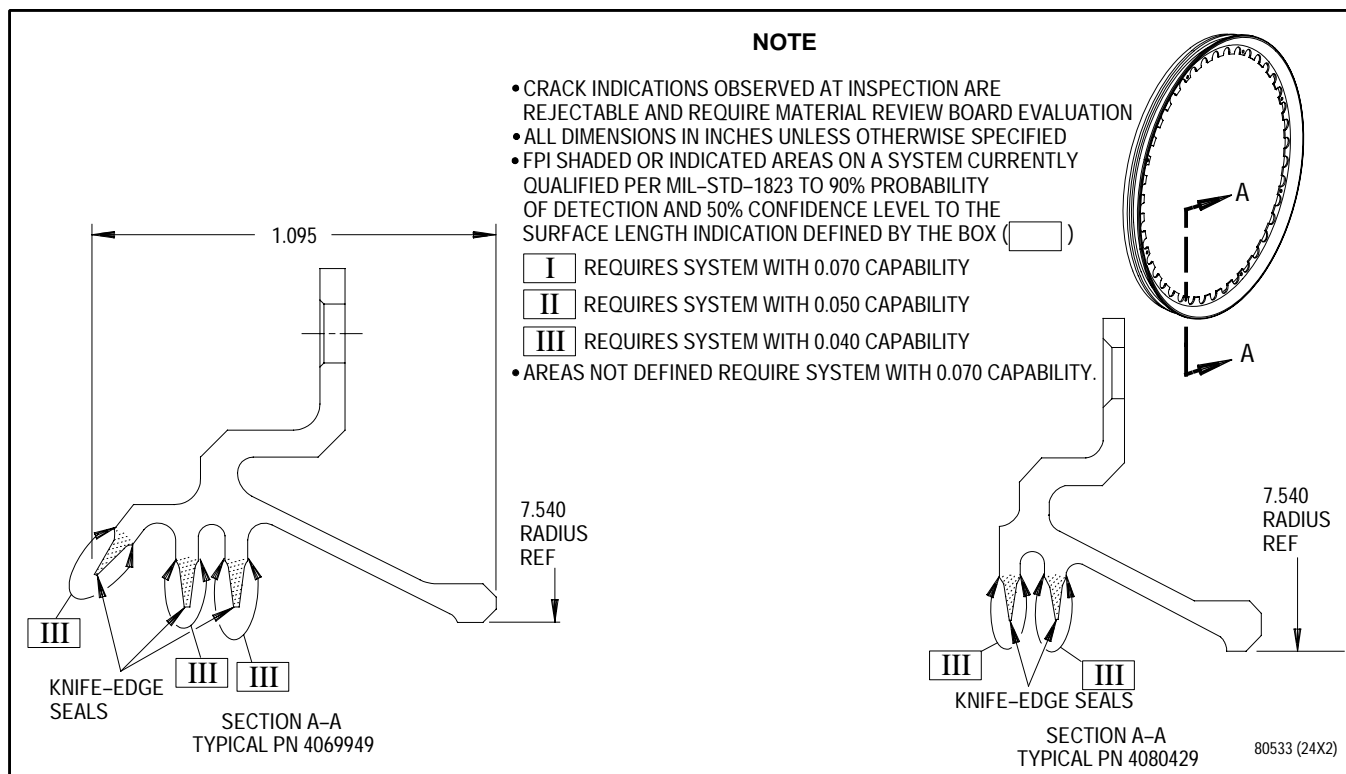 NOTE
• CRACK INDICATIONS OBSERVED AT INSPECTION ARE
REJECTABLE AND REQUIRE MATERIAL REVIEW BOARD EVALUATION
• ALL DIMENSIONS IN INCHES UNLESS OTHERWISE SPECIFIED
• FPI SHADED OR INDICATED AREAS ON A SYSTEM CURRENTLY
QUALIFIED PER MIL–STD–1823 TO 90% PROBABILITY
OF DETECTION AND 50% CONFIDENCE LEVEL TO THE
SURFACE LENGTH INDICATION DEFINED BY THE BOX ( )
I REQUIRES SYSTEM WITH 0.070 CAPABILITY
II REQUIRES SYSTEM WITH 0.050 CAPABILITY
III REQUIRES SYSTEM WITH 0.040 CAPABILITY
• AREAS NOT DEFINED REQUIRE SYSTEM WITH 0.070 CAPABILITY.
A
A
1.095
7.540
RADIUS
REF
III
III
III
KNIFE–EDGE
SEALS
SECTION A–A
TYPICAL PN 4069949
7.540
RADIUS
REF
III
III
KNIFE–EDGE SEALS
SECTION A–A
TYPICAL PN 4080429
80533 (24X2)